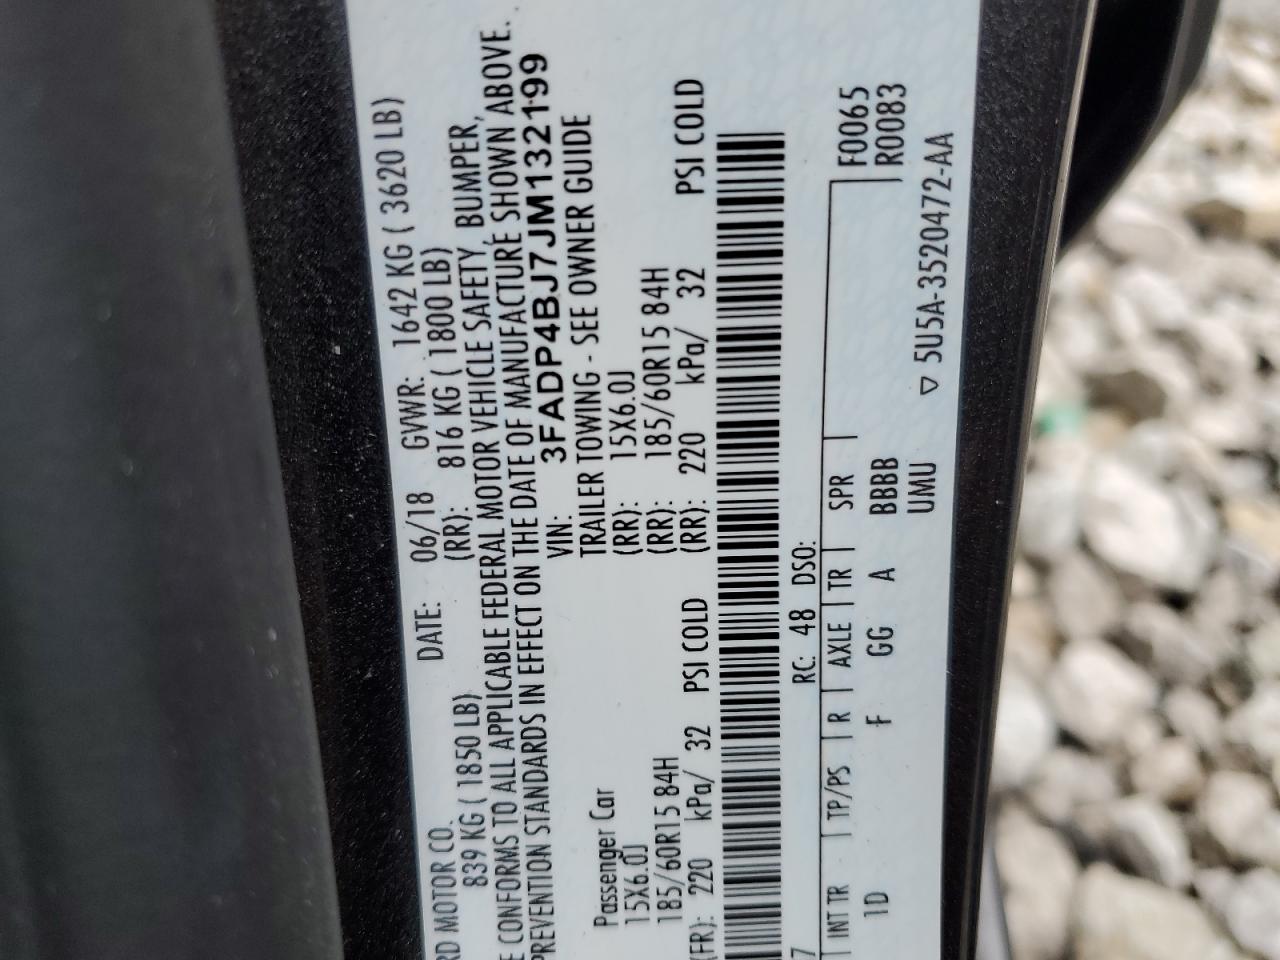 RD MOTOR CO. DATE: 06/18 GVWR: 1642 KG ( 3620 LB)
839 KG ( 1850 LB) (RR): 816 KG ( 1800 LB)
E CONFORMS TO ALL APPLICABLE FEDERAL MOTOR VEHICLE SAFETY, BUMPER,
PREVENTION STANDARDS IN EFFECT ON THE DATE OF MANUFACTURE SHOWN ABOVE.
VIN: 3FADP4BJ7JM132199
Passenger Car TRAILER TOWING - SEE OWNER GUIDE
15X6.0J (RR): 15X6.0J
185/60R15 84H (RR): 185/60R15 84H
(FR): 220 kPa/ 32 PSI COLD (RR): 220 kPa/ 32 PSI COLD
7 RC: 48 DSO:
INT TR TP/PS R AXLE TR SPR F0065
1D F GG A BBBB R0083
UMU
▽ 5U5A-3520472-AA